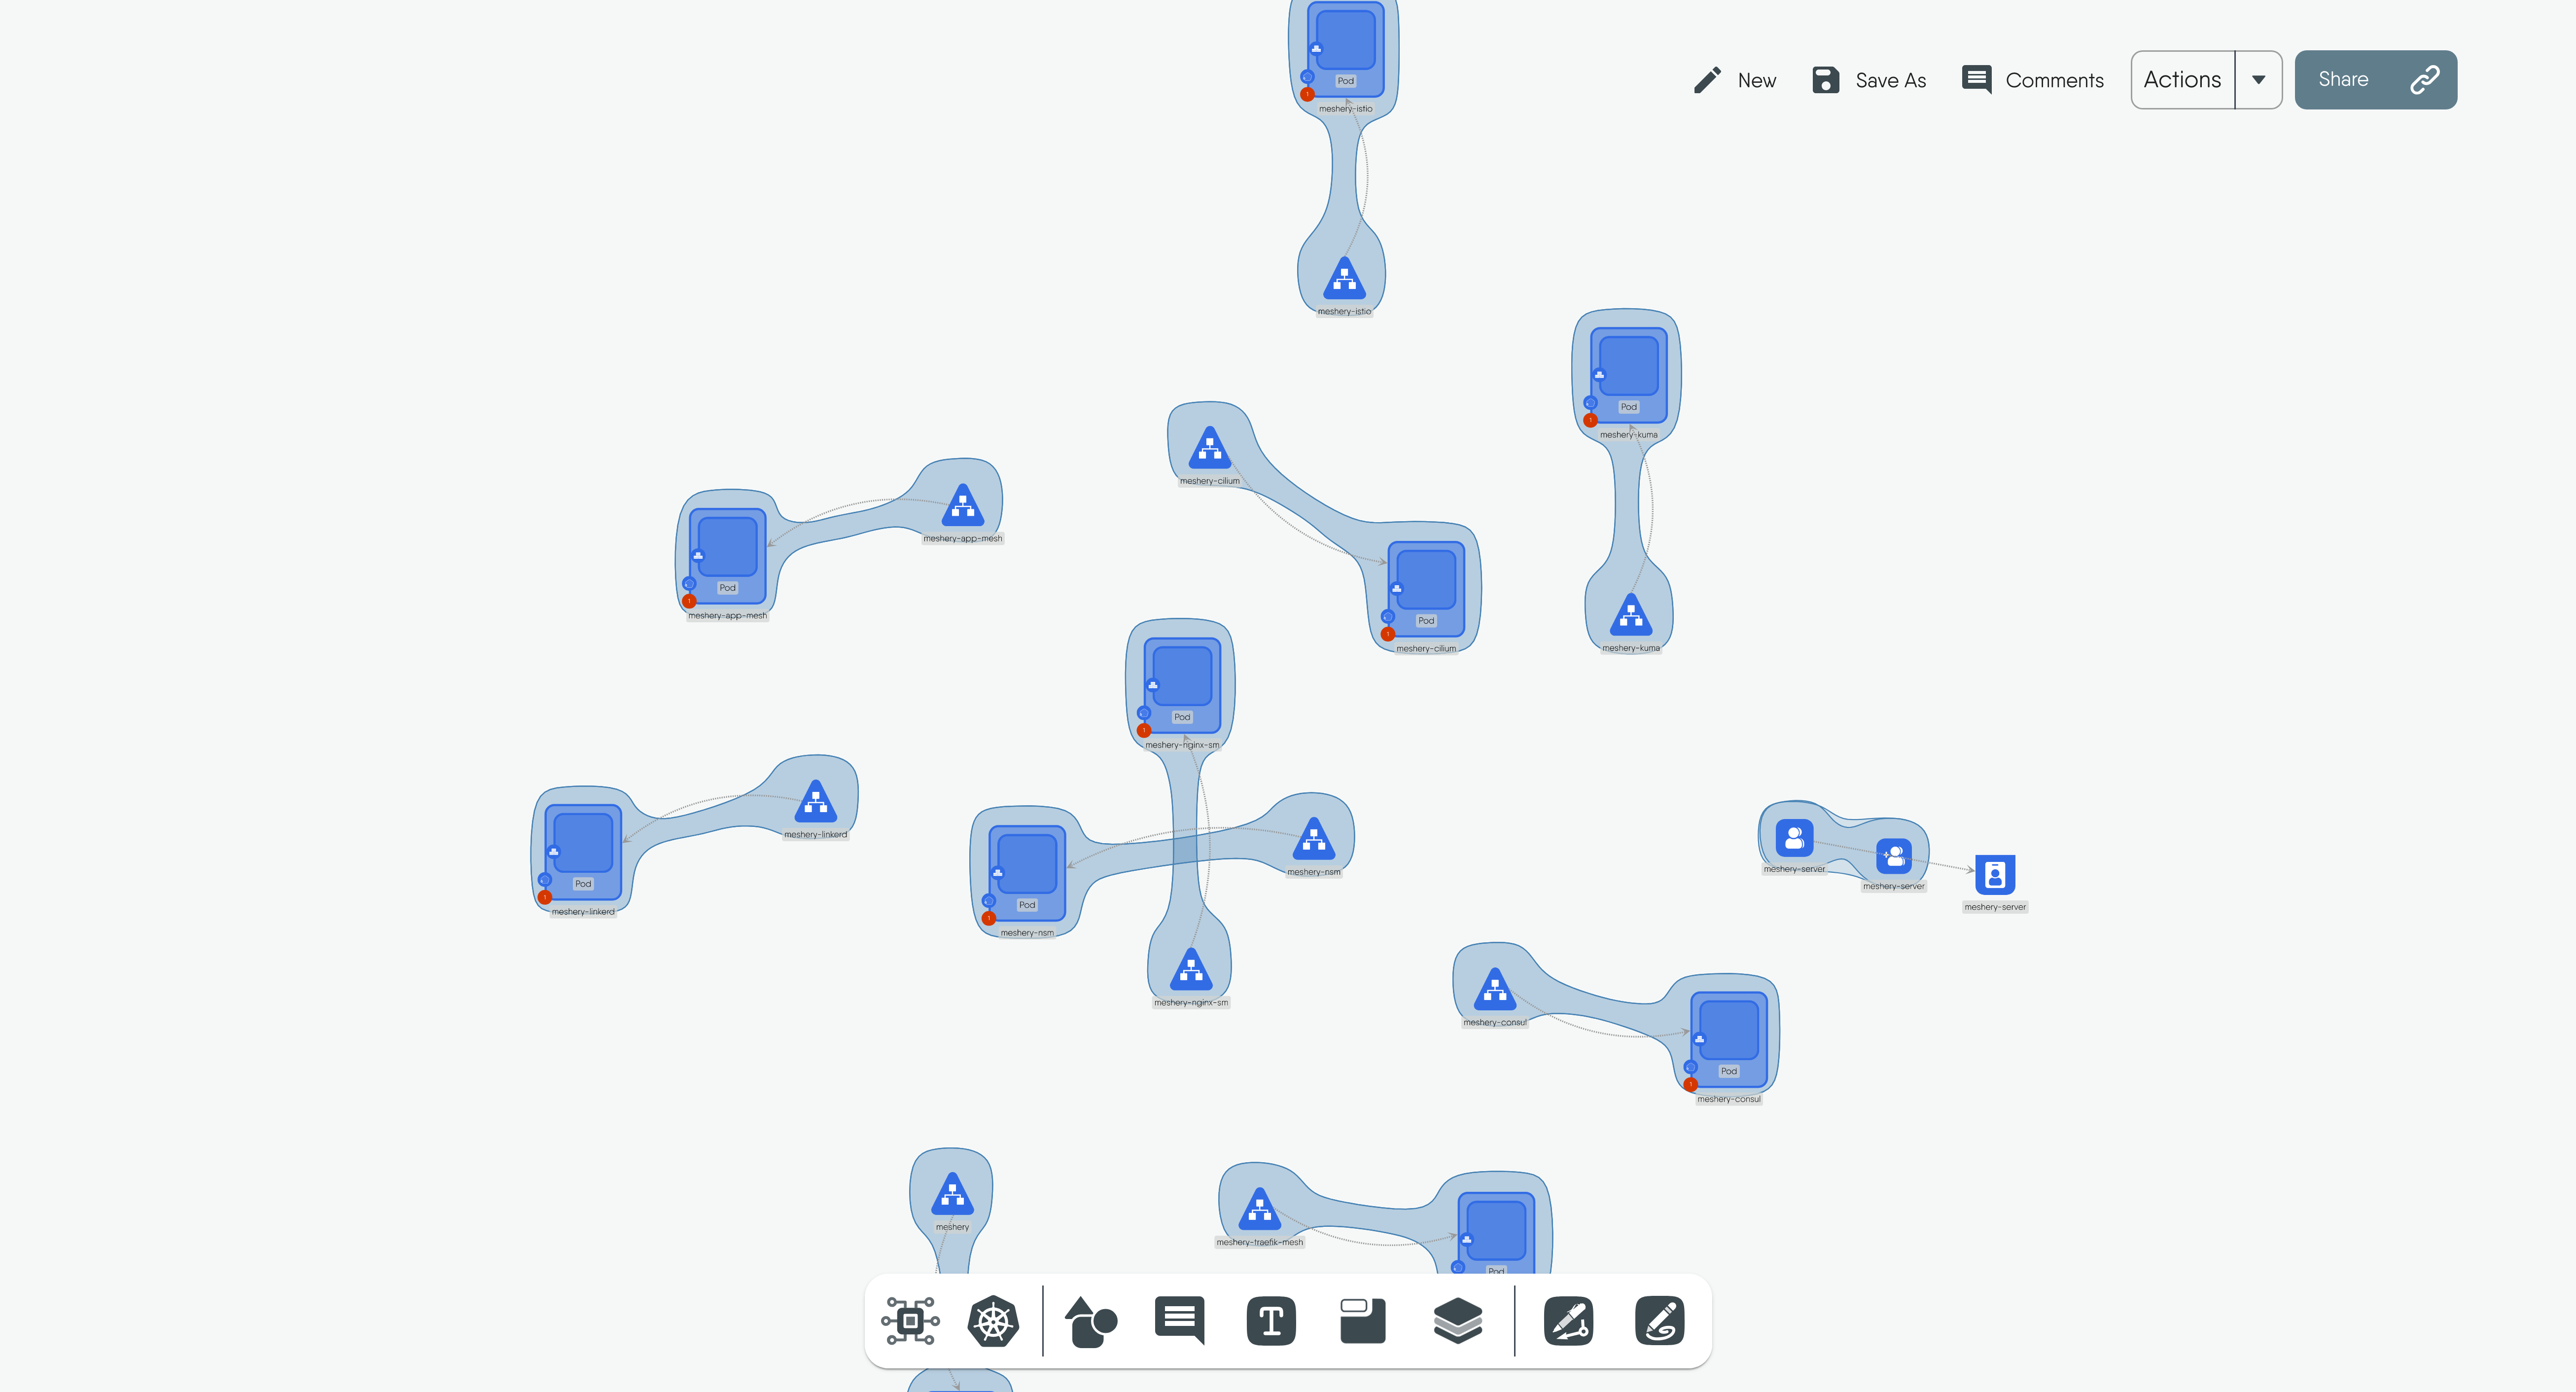 Pod
meshery-istio
New
Save As
Comments
Actions
Share
meshery-istio
Pod
meshery-kuma
meshery-cilium
meshery-app-mesh
Pod
meshery-app-mesh
Pod
meshery-cilium
meshery-kuma
Pod
meshery-nginx-sm
meshery-linkerd
Pod
meshery-linkerd
meshery-nsm
Pod
meshery-nsm
meshery-server
meshery-server
meshery-server
meshery-nginx-sm
meshery-consul
Pod
meshery-consul
meshery
meshery-traefik-mesh
Pod
T